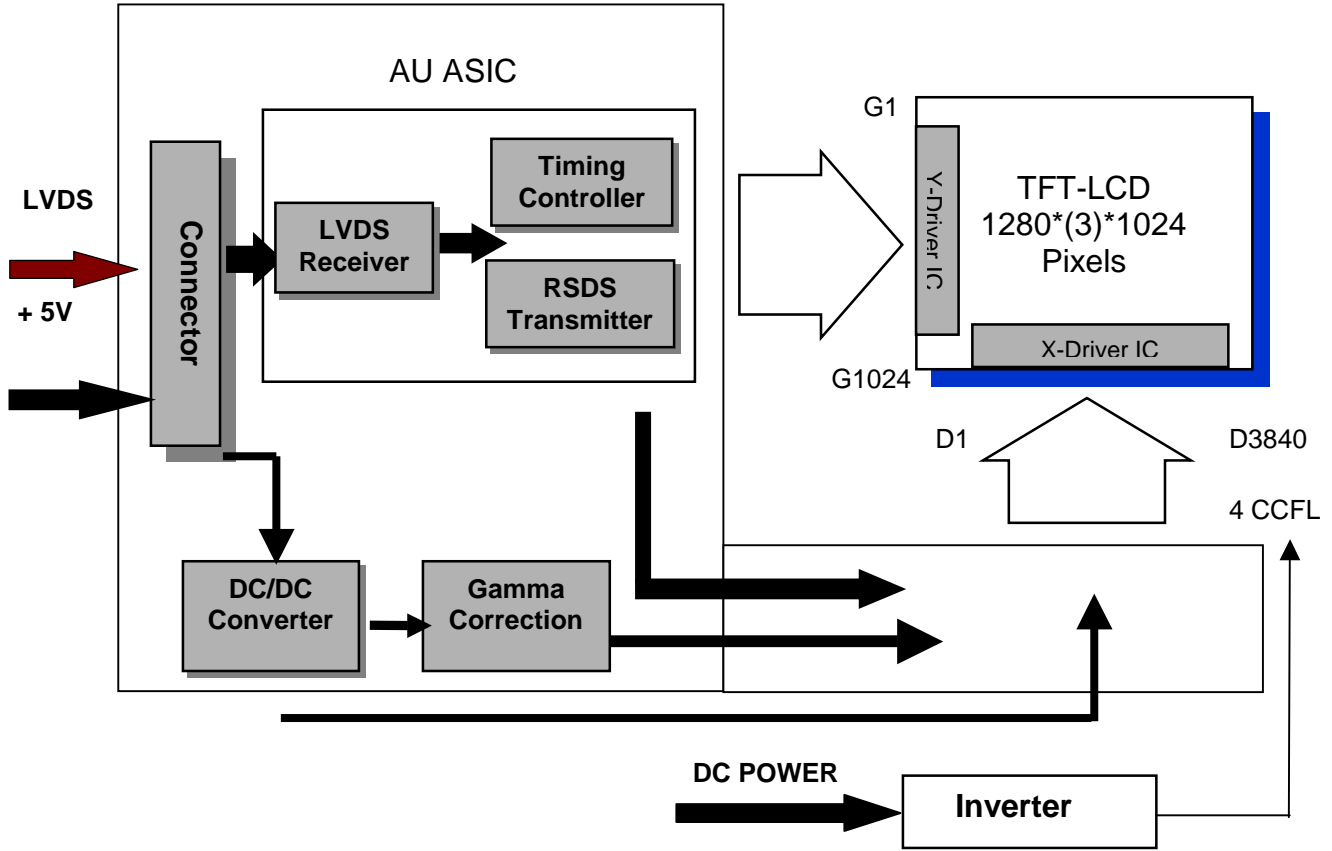 AU ASIC
LVDS
+ 5V
Connector
LVDS
Receiver
Timing
Controller
RSDS
Transmitter
DC/DC
Converter
Gamma
Correction
G1
Y-Driver IC
TFT-LCD
1280*(3)*1024
Pixels
X-Driver IC
G1024
D1
D3840
4 CCFL
DC POWER
Inverter